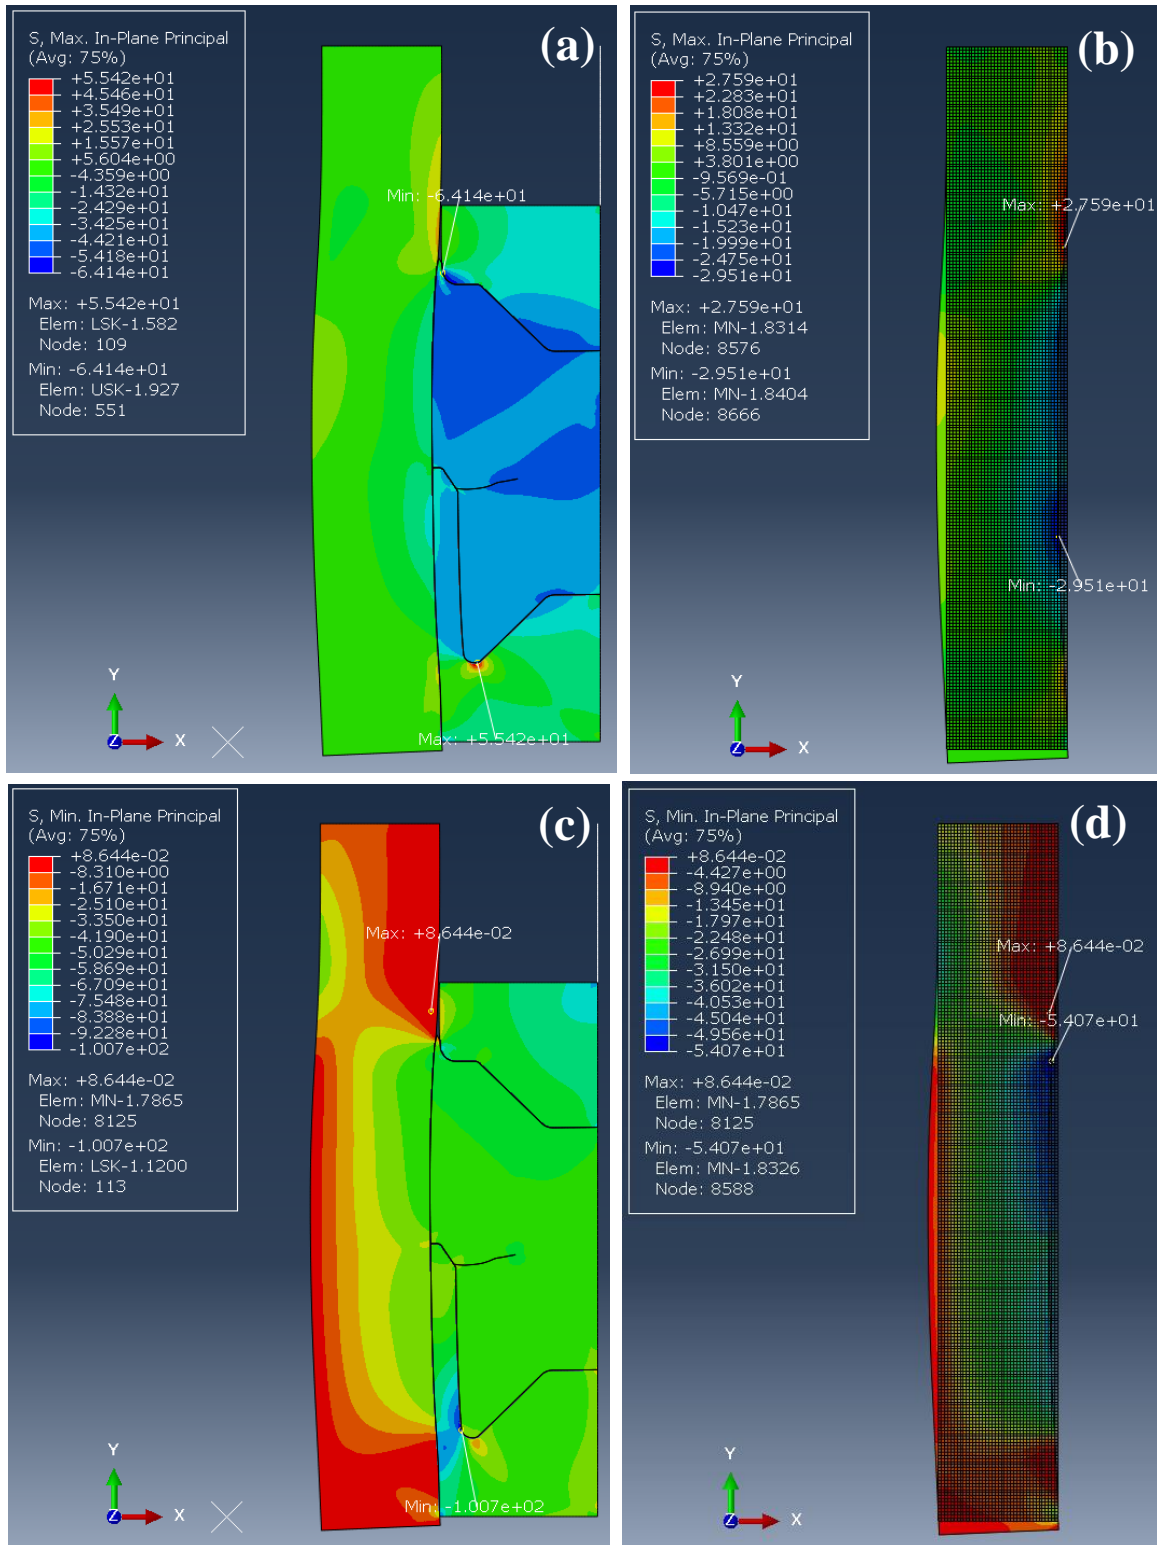 (a)
S, Max. In-Plane Principal
(Avg: 75%)
+5.542e+01
+4.546e+01
+3.549e+01
+2.553e+01
+1.557e+01
+5.604e+00
-4.359e+00
-1.432e+01
-2.429e+01
-3.425e+01
-4.421e+01
-5.418e+01
-6.414e+01
Max: +5.542e+01
Elem: LSK-1.582
Node: 109
Min: -6.414e+01
Elem: USK-1.927
Node: 551
Min: -6.414e+01
Max: +5.542e+01
Y
Z
X
(b)
S, Max. In-Plane Principal
(Avg: 75%)
+2.759e+01
+2.283e+01
+1.808e+01
+1.332e+01
+8.559e+00
+3.801e+00
-9.569e-01
-5.715e+00
-1.047e+01
-1.523e+01
-1.999e+01
-2.475e+01
-2.951e+01
Max: +2.759e+01
Elem: MN-1.8314
Node: 8576
Min: -2.951e+01
Elem: MN-1.8404
Node: 8666
Max: +2.759e+01
Min: -2.951e+01
Y
Z
X
(c)
S, Min. In-Plane Principal
(Avg: 75%)
+8.644e-02
-8.310e+00
-1.671e+01
-2.510e+01
-3.350e+01
-4.190e+01
-5.029e+01
-5.869e+01
-6.709e+01
-7.548e+01
-8.388e+01
-9.228e+01
-1.007e+02
Max: +8.644e-02
Elem: MN-1.7865
Node: 8125
Min: -1.007e+02
Elem: LSK-1.1200
Node: 113
Max: +8.644e-02
Min: -1.007e+02
Y
Z
X
(d)
S, Min. In-Plane Principal
(Avg: 75%)
+8.644e-02
-4.427e+00
-8.940e+00
-1.345e+01
-1.797e+01
-2.248e+01
-2.699e+01
-3.150e+01
-3.602e+01
-4.053e+01
-4.504e+01
-4.956e+01
-5.407e+01
Max: +8.644e-02
Elem: MN-1.7865
Node: 8125
Min: -5.407e+01
Elem: MN-1.8326
Node: 8588
Max: +8.644e-02
Min: -5.407e+01
Y
Z
X